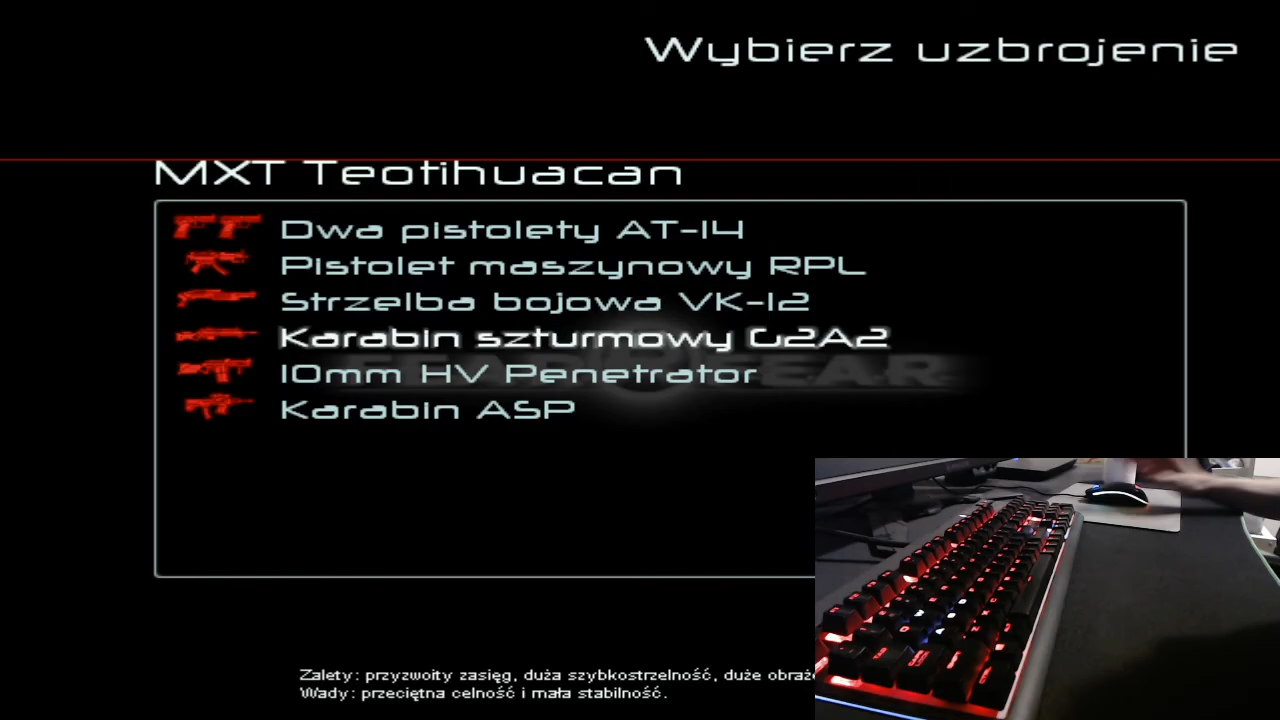 Wybierz uzbrojenie
MXT Teotihuacan
Dwa pistolety AT-14
Pistolet maszynowy RPL
Strzelba bojowa VK-12
Karabin szturmowy G2A2
10mm HV Penetrator
Karabin ASP
Zalety: przyzwoity zasięg, duża szybkostrzelność, duże
Wady: przeciętna celność i mała stabilność.